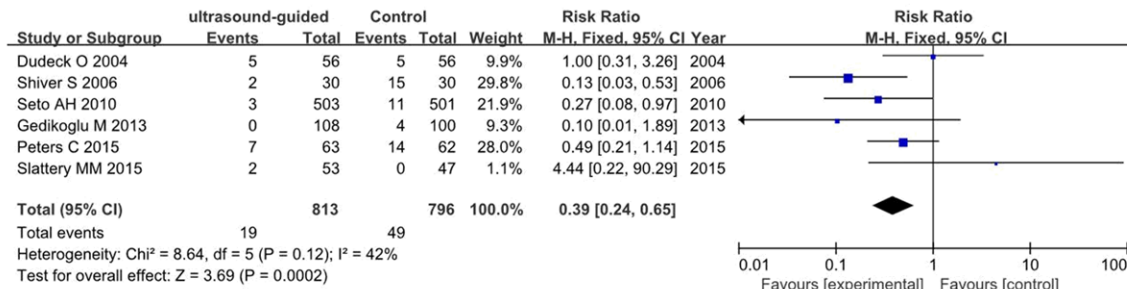 ultrasound-guided Control Risk Ratio Risk Ratio
Study or Subgroup Events Total Events Total Weight M-H, Fixed, 95% CI Year M-H, Fixed, 95% CI
Dudeck O 2004 5 56 5 56 9.9% 1.00 [0.31, 3.26] 2004
Shiver S 2006 2 30 15 30 29.8% 0.13 [0.03, 0.53] 2006
Seto AH 2010 3 503 11 501 21.9% 0.27 [0.08, 0.97] 2010
Gedikoglu M 2013 0 108 4 100 9.3% 0.10 [0.01, 1.89] 2013
Peters C 2015 7 63 14 62 28.0% 0.49 [0.21, 1.14] 2015
Slattery MM 2015 2 53 0 47 1.1% 4.44 [0.22, 90.29] 2015
Total (95% CI) 813 796 100.0% 0.39 [0.24, 0.65]
Total events 19 49
Heterogeneity: Chi² = 8.64, df = 5 (P = 0.12); I² = 42%
Test for overall effect: Z = 3.69 (P = 0.0002)
0.01 0.1 1 10 100
Favours [experimental] Favours [control]